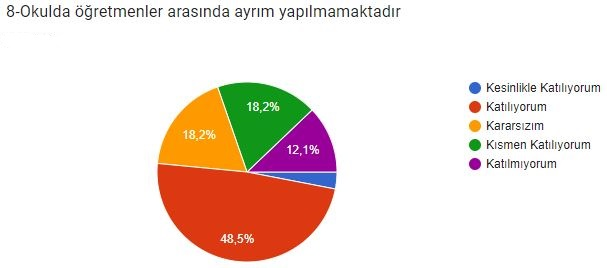 8-Okulda öğretmenler arasında ayrım yapılmamaktadır
18,2%
18,2%
12,1%
48,5%
Kesinlikle Katılıyorum
Katılıyorum
Kararsızım
Kısmen Katılıyorum
Katılmıyorum